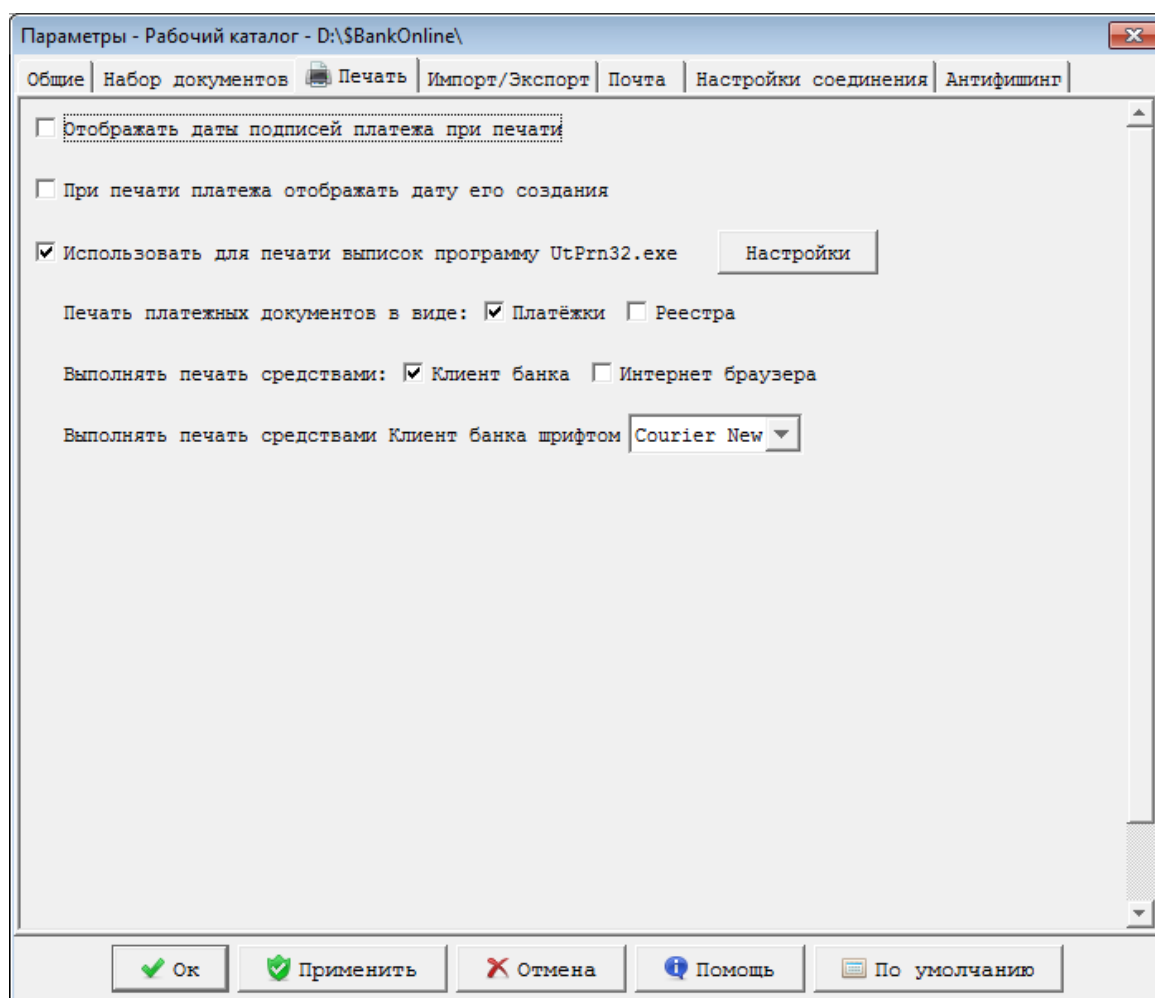 Параметры - Рабочий каталог - D:\$BankOnline\
Общие Набор документов Печать Импорт/Экспорт Почта Настройки соединения Антифишинг
Отображать даты подписей платежа при печати
При печати платежа отображать дату его создания
Использовать для печати выписок программу UtPrn32.exe Настройки
Печать платежных документов в виде: Платёжки Реестра
Выполнять печать средствами: Клиент банка Интернет браузера
Выполнять печать средствами Клиент банка шрифтом Courier New
Ок Применить Отмена Помощь По умолчанию